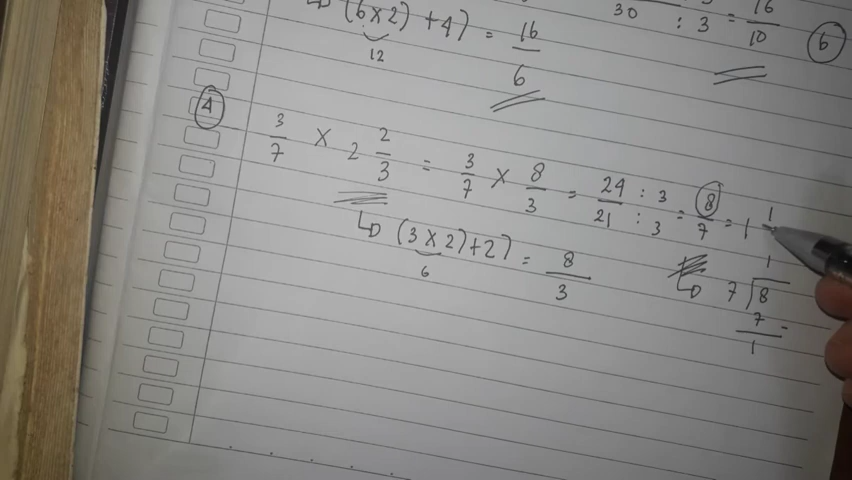 (6 x 2) + 4) = 16/6
12
30 : 3 = 16/10
6
4
3/7 x 2 2/3 = 3/7 x 8/3 = 24/21 : 3/3 = 8/7 = 1 1
(3 x 2) + 2) = 8/3
6
1
7 8
7 -
1